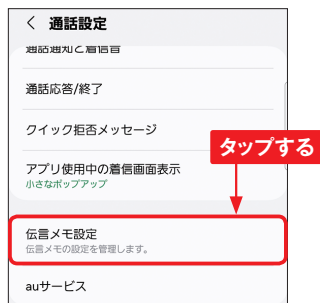 < 通話設定
通話通知と着信音
通話応答/終了
クイック拒否メッセージ
タップする
アプリ使用中の着信画面表示
小さなポップアップ
伝言メモ設定
伝言メモの設定を管理します。
auサービス